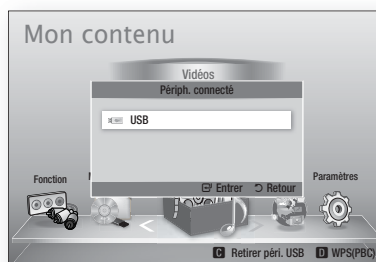 Mon contenu
Vidéos
Périph. connecté
USB
Entrer Retour
Fonction
Paramètres
C Retirer péri. USB D WPS(PBC)